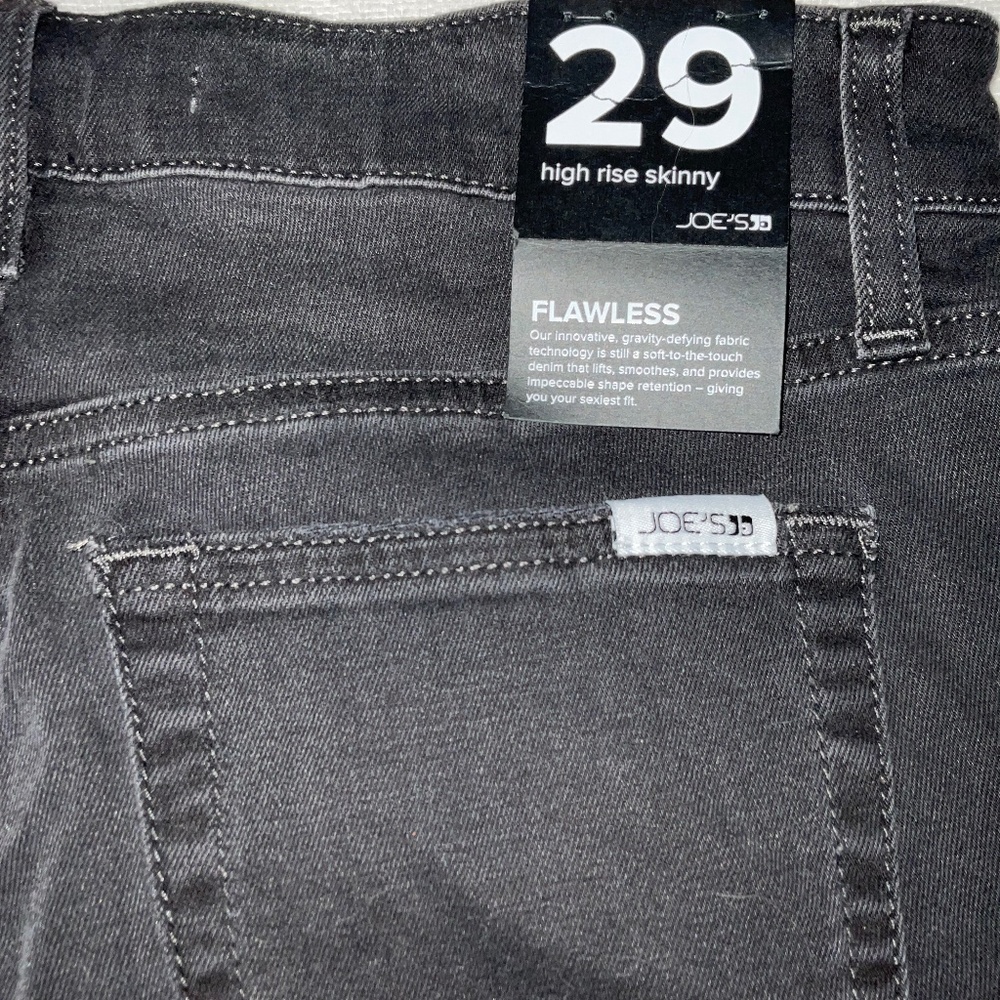 29
high rise skinny
JOE'S
FLAWLESS
Our innovative, gravity-defying fabric
technology is still a soft-to-the-touch
denim that lifts, smoothes, and provides
impeccable shape retention – giving
you your sexiest fit.
JOE'S